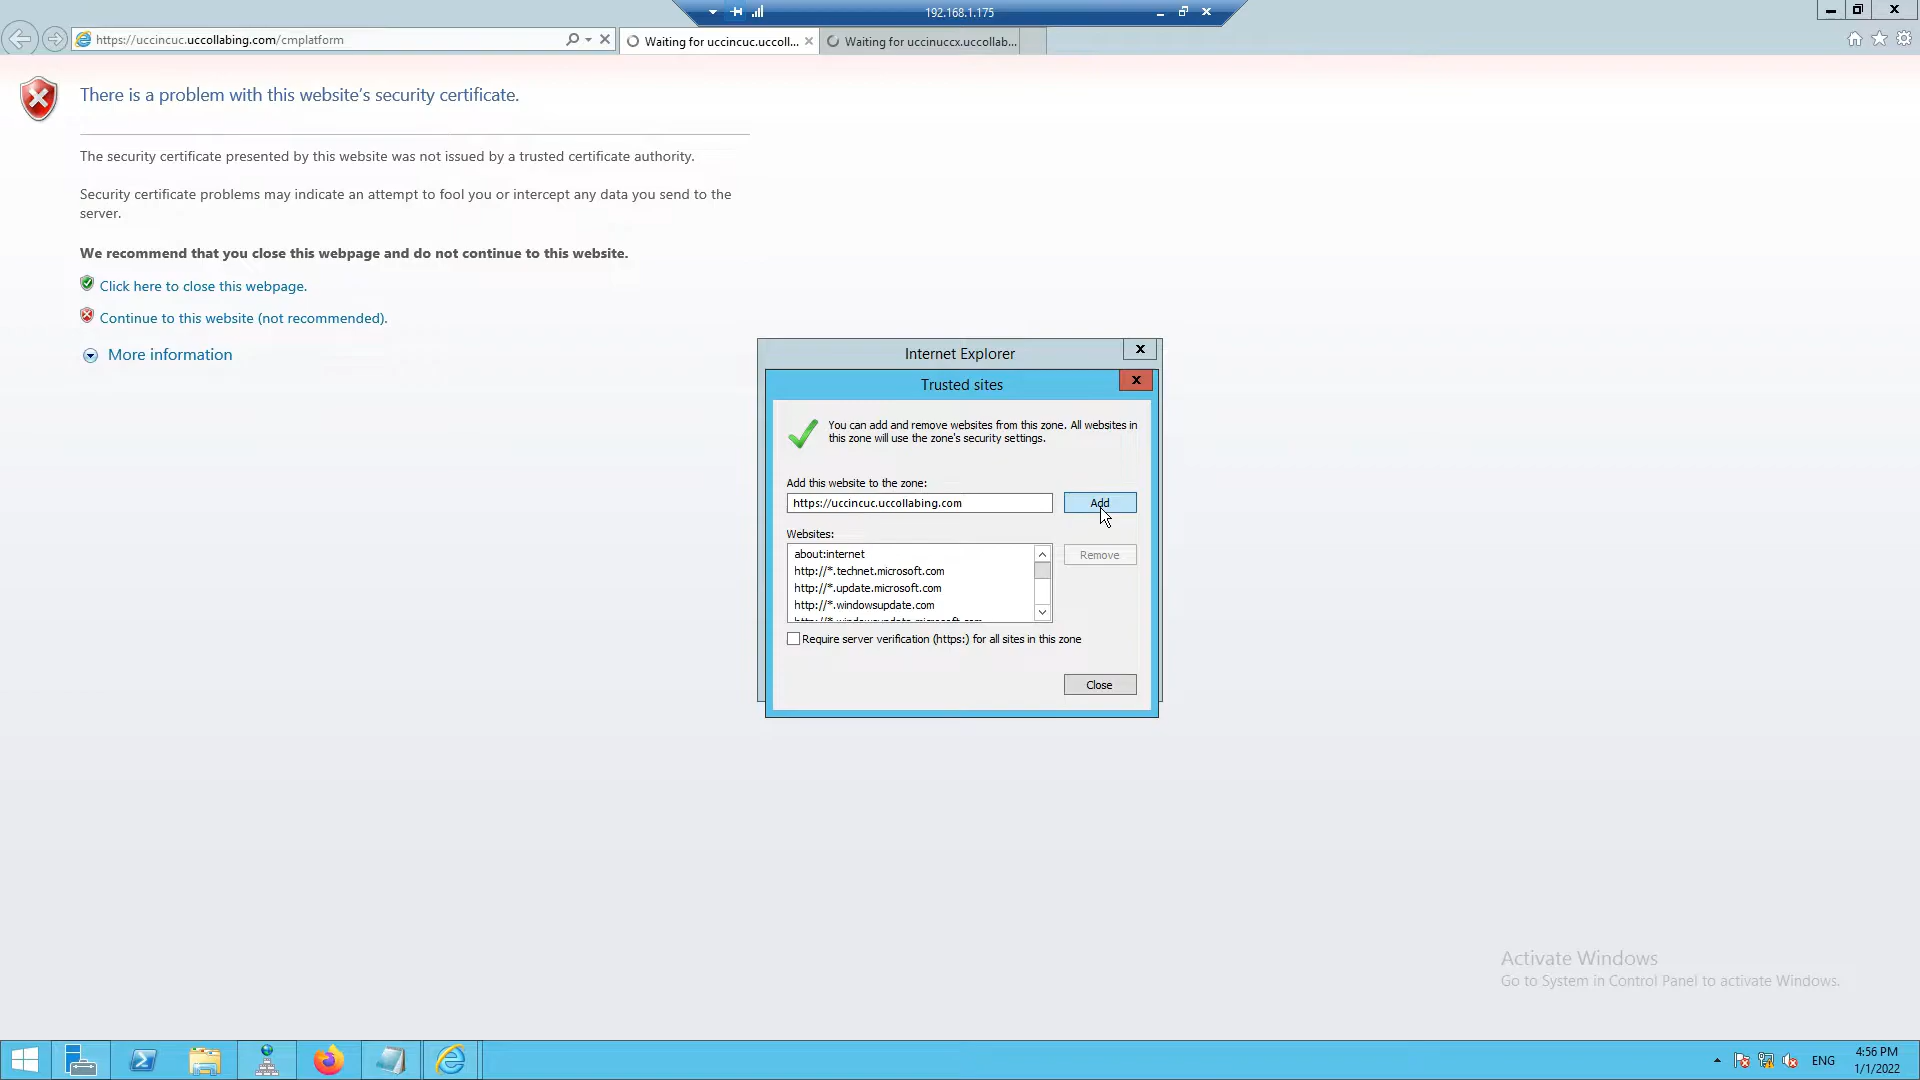 192.168.1.175
https://uccincuc.uccollabing.com/cmplatform
Waiting for uccincuc.uccoll...
Waiting for uccinuccx.uccollab...
There is a problem with this website's security certificate.
The security certificate presented by this website was not issued by a trusted certificate authority.
Security certificate problems may indicate an attempt to fool you or intercept any data you send to the
server.
We recommend that you close this webpage and do not continue to this website.
Click here to close this webpage.
Continue to this website (not recommended).
More information
Internet Explorer
Trusted sites
You can add and remove websites from this zone. All websites in
this zone will use the zone's security settings.
Add this website to the zone:
https://uccincuc.uccollabing.com
Add
Websites:
about:internet
Remove
http://*.technet.microsoft.com
http://*.update.microsoft.com
http://*.windowsupdate.com
Require server verification (https:) for all sites in this zone
Close
Activate Windows
Go to System in Control Panel to activate Windows.
ENG
4:56 PM
1/1/2022